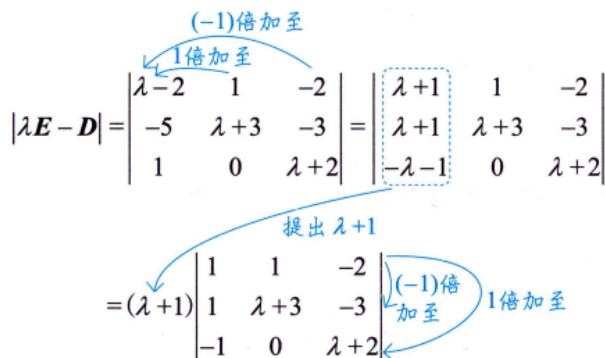 (-1)倍加至
1倍加至
|λE-D| = | λ-2 1 -2 | = | λ+1 1 -2 |
| -5 λ+3 -3 | | λ+1 λ+3 -3 |
| 1 0 λ+2 | | -λ-1 0 λ+2 |
提出 λ+1
=(λ+1) | 1 1 -2 |
| 1 λ+3 -3 | (-1)倍加至 1倍加至
| -1 0 λ+2 |